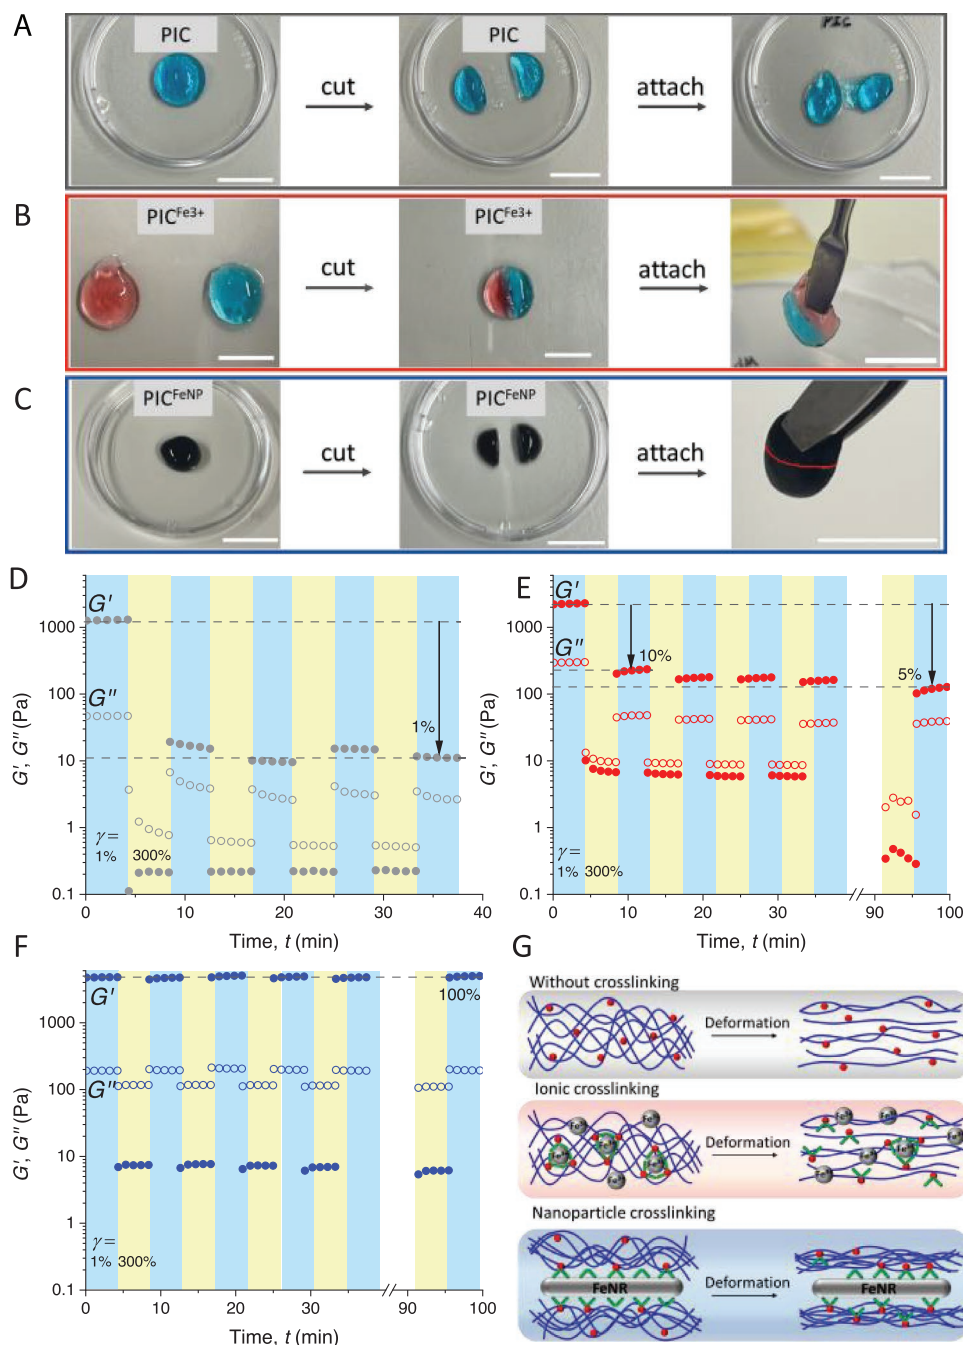 A
PIC
cut
PIC
attach
PIC
B
PIC^Fe3+
cut
PIC^Fe3+
attach
C
PIC^FeNP
cut
PIC^FeNP
attach
D
G'
G''
1%
γ =
1% 300%
G', G'' (Pa)
1000
100
10
1
0.1
0 10 20 30 40
Time, t (min)
E
G'
G''
10%
5%
γ =
1% 300%
G', G'' (Pa)
1000
100
10
1
0.1
0 10 20 30 90 100
Time, t (min)
F
G'
G''
100%
γ =
1% 300%
G', G'' (Pa)
1000
100
10
1
0.1
0 10 20 30 90 100
Time, t (min)
G
Without crosslinking
Deformation
Ionic crosslinking
Deformation
Nanoparticle crosslinking
FeNR
Deformation
FeNR